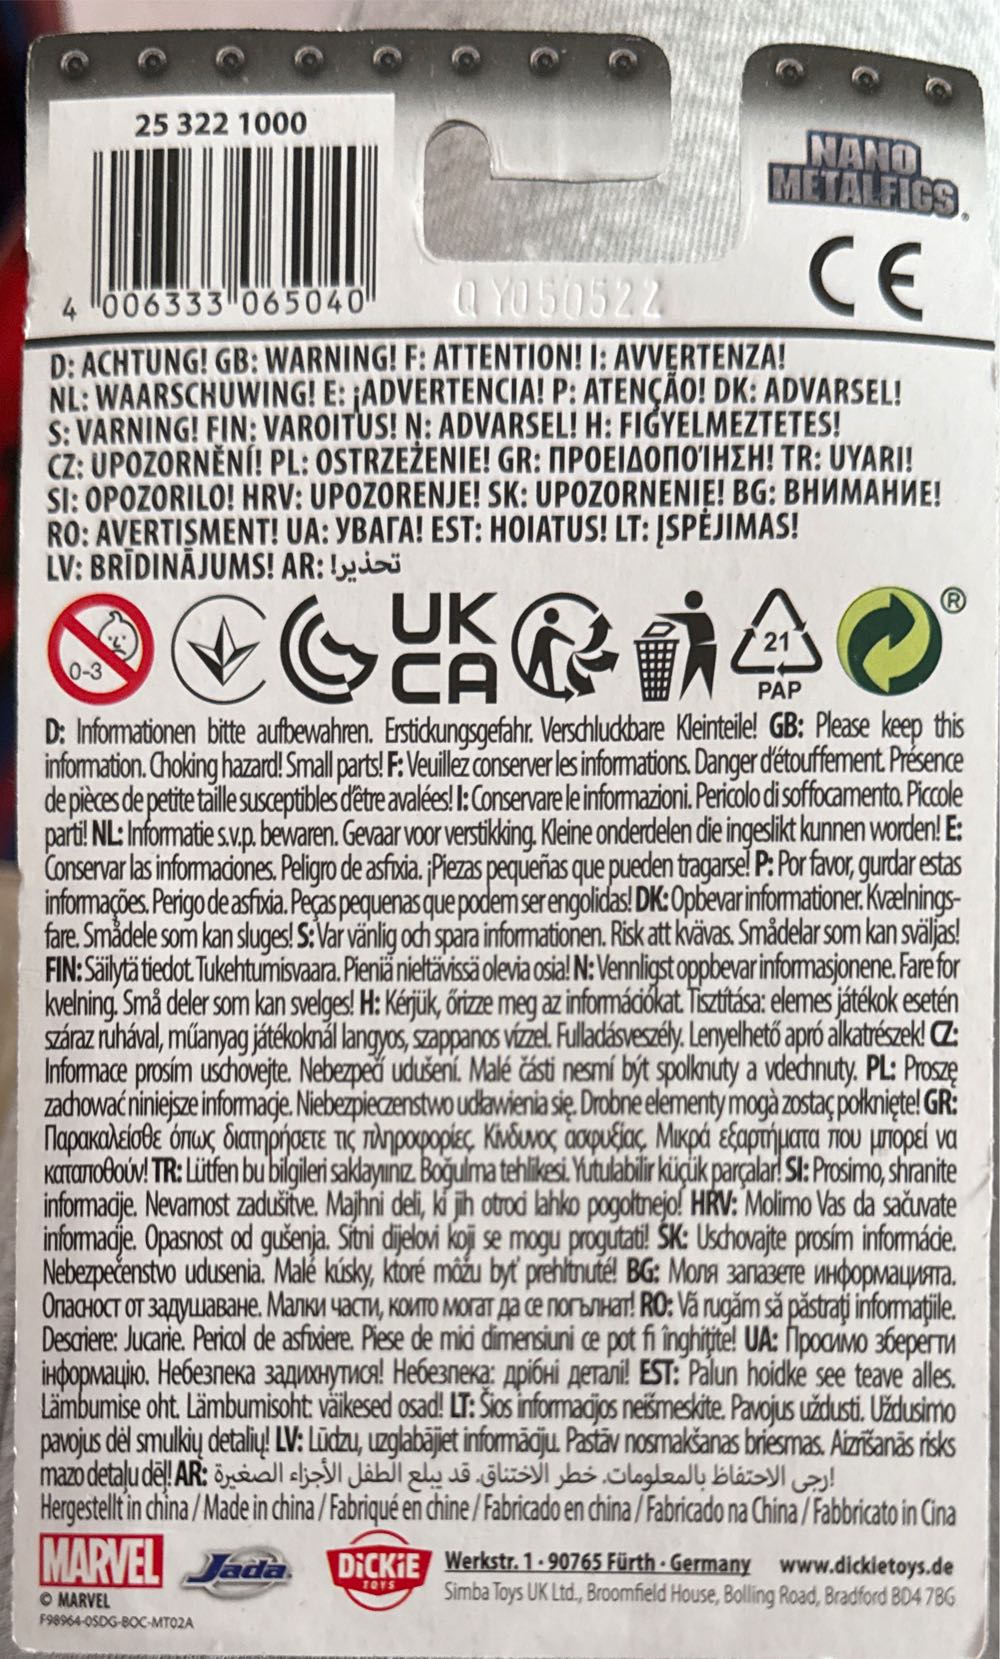 25 322 1000
NANO
METALFIGS®
4 006333 065040
QY050522
CE
D: ACHTUNG! GB: WARNING! F: ATTENTION! I: AVVERTENZA!
NL: WAARSCHUWING! E: ¡ADVERTENCIA! P: ATENÇÃO! DK: ADVARSEL!
S: VARNING! FIN: VAROITUS! N: ADVARSEL! H: FIGYELMEZTETES!
CZ: UPOZORNĚNÍ! PL: OSTRZEŻENIE! GR: ΠΡΟΕΙΔΟΠΟΊΗΣΗ! TR: UYARI!
SI: OPOZORILO! HRV: UPOZORENJE! SK: UPOZORNENIE! BG: ВНИМАНИЕ!
RO: AVERTISMENT! UA: УВАГА! EST: HOIATUS! LT: ĮSPĖJIMAS!
LV: BRĪDINĀJUMS! AR: تحذير!
0-3
UK
CA
21
PAP
®
D: Informationen bitte aufbewahren. Erstickungsgefahr. Verschluckbare Kleinteile! GB: Please keep this
information. Choking hazard! Small parts! F: Veuillez conserver les informations. Danger d'étouffement. Présence
de pièces de petite taille susceptibles d'être avalées! I: Conservare le informazioni. Pericolo di soffocamento. Piccole
parti! NL: Informatie s.v.p. bewaren. Gevaar voor verstikking. Kleine onderdelen die ingeslikt kunnen worden! E:
Conservar las informaciones. Peligro de asfixia. ¡Piezas pequeñas que pueden tragarse! P: Por favor, gurdar estas
informações. Perigo de asfixia. Peças pequenas que podem ser engolidas! DK: Opbevar informationer. Kvælnings-
fare. Smådele som kan sluges! S: Var vänlig och spara informationen. Risk att kvävas. Smådelar som kan sväljas!
FIN: Säilytä tiedot. Tukehtumisvaara. Pieniä nieltävissä olevia osia! N: Vennligst oppbevar informasjonene. Fare for
kvelning. Små deler som kan svelges! H: Kérjük, őrizze meg az információkat. Tisztítása: elemes játékok esetén
száraz ruhával, műanyag játékoknál langyos, szappanos vízzel. Fulladásveszély. Lenyelhető apró alkatrészek! CZ:
Informace prosím uschovejte. Nebezpečí udušení. Malé části nesmí být spolknuty a vdechnuty. PL: Proszę
zachować niniejsze informacje. Niebezpieczenstwo udławienia się. Drobne elementy mogà zostać połknięte! GR:
Παρακαλείσθε όπως διατηρήσετε τις πληροφορίες. Κίνδυνος ασφυξίας. Μικρά εξαρτήματα που μπορεί να
καταποθούν! TR: Lütfen bu bilgileri saklayınız. Boğulma tehlikesi. Yutulabilir küçük parçalar! SI: Prosimo, shranite
informacije. Nevarnost zadušitve. Majhni deli, ki jih otroci lahko pogoltnejo! HRV: Molimo Vas da sačuvate
informacije. Opasnost od gušenja. Sitni dijelovi koji se mogu progutati! SK: Uschovajte prosím informácie.
Nebezpečenstvo udusenia. Malé kúsky, ktoré môžu byť prehltnuté! BG: Моля запазете информацията.
Опасност от задушаване. Малки части, които могат да се погълнат! RO: Vă rugăm să păstraţi informaţiile.
Descriere: Jucarie. Pericol de asfixiere. Piese de mici dimensiuni ce pot fi înghiţite! UA: Просимо зберегти
інформацію. Небезпека задихнутися! Небезпека: дрібні деталі! EST: Palun hoidke see teave alles.
Lämbumise oht. Lämbumisoht: väikesed osad! LT: Šios informacijos neišmeskite. Pavojus uždusti. Uždusimo
pavojus dėl smulkių detalių! LV: Lūdzu, uzglabājiet informāciju. Pastāv nosmakšanas briesmas. Aizrīšanās risks
mazo detaļu dēļ! AR: إرجى الاحتفاظ بالمعلومات. خطر الاختناق. قد يبلع الطفل الأجزاء الصغيرة!
Hergestellt in china / Made in china / Fabriqué en chine / Fabricado en china / Fabricado na China / Fabbricato in Cina
MARVEL
Jada
DICKIE
TOYS
Werkstr. 1 · 90765 Fürth · Germany www.dickietoys.de
Simba Toys UK Ltd., Broomfield House, Bolling Road, Bradford BD4 7BG
© MARVEL
F98964-0SDG-BOC-MT02A